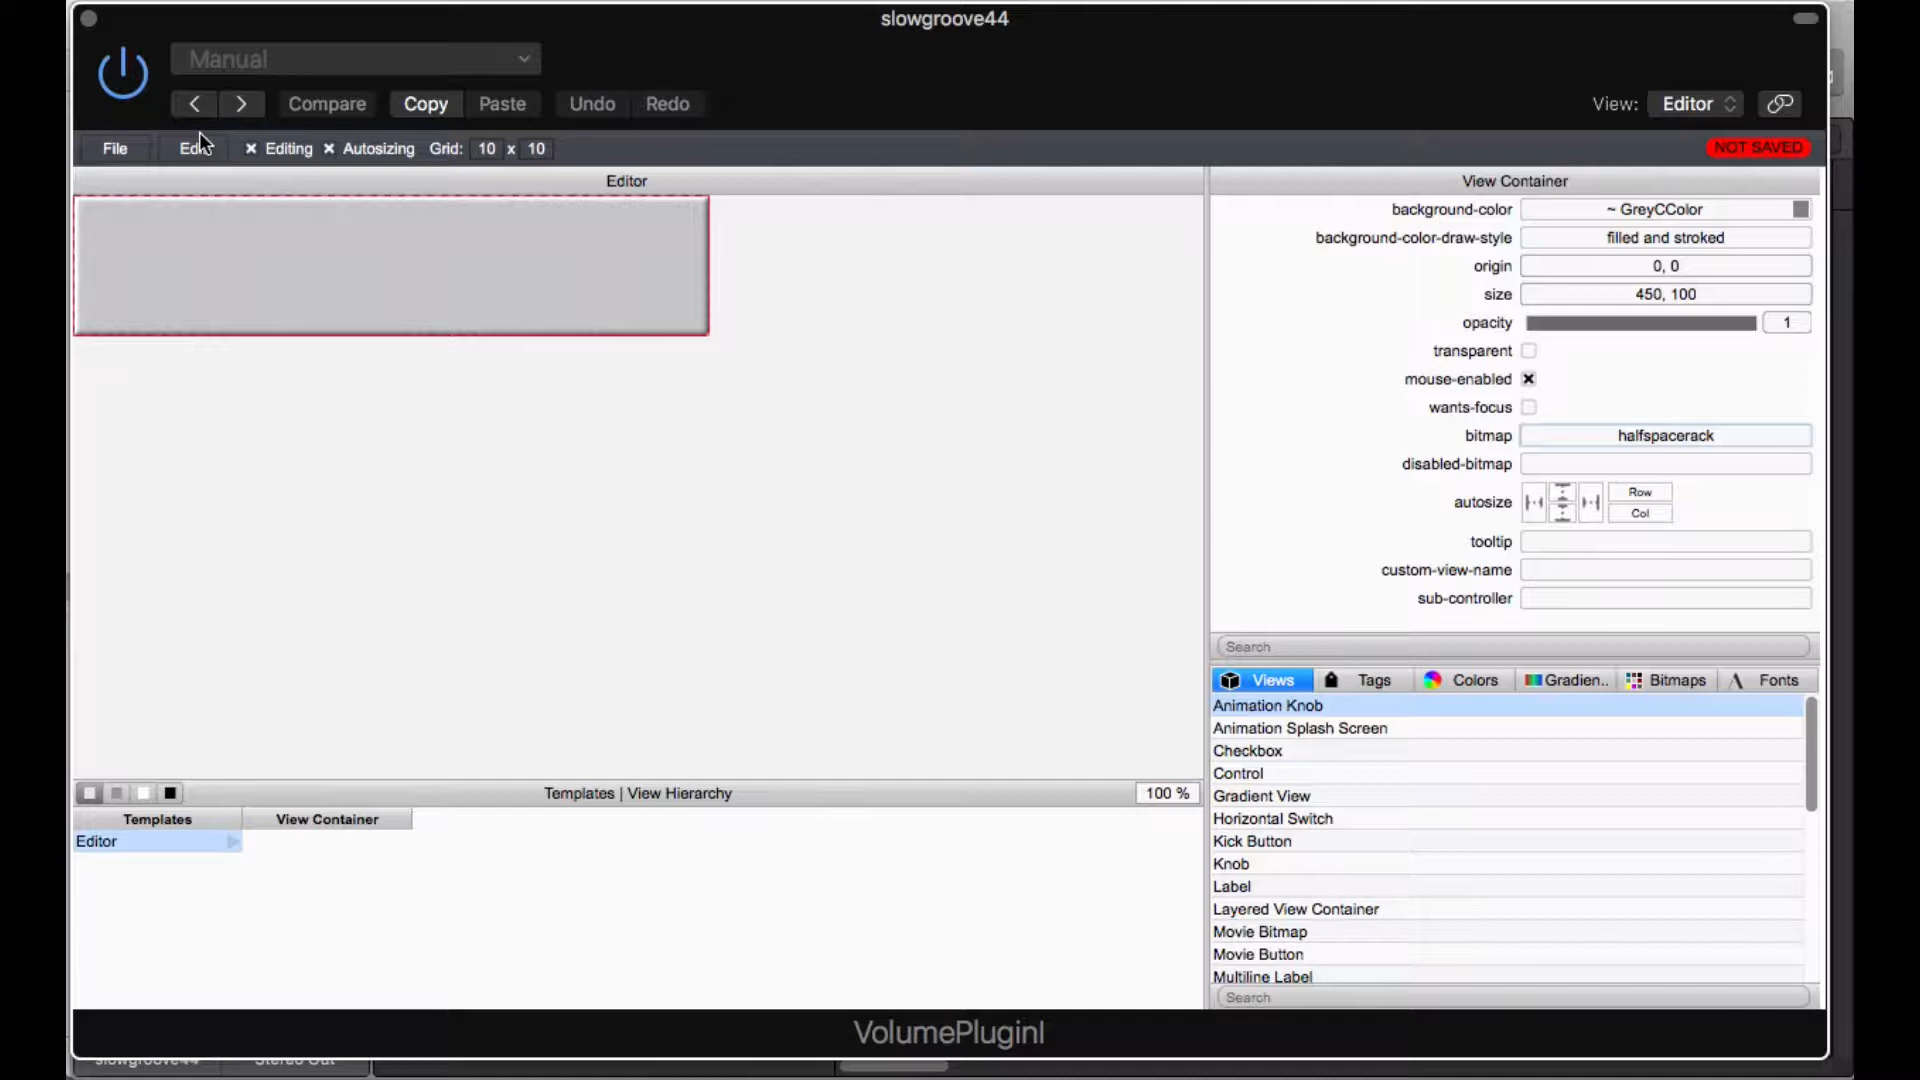 slowgroove44
Manual
Compare Copy Paste Undo Redo
View: Editor
File Edit × Editing × Autosizing Grid: 10 x 10
NOT SAVED
Editor
View Container
background-color ~ GreyCColor
background-color-draw-style filled and stroked
origin 0, 0
size 450, 100
opacity 1
transparent
mouse-enabled
wants-focus
bitmap halfspacerack
disabled-bitmap
autosize Row
Col
tooltip
custom-view-name
sub-controller
Search
Views Tags Colors Gradien.. Bitmaps Fonts
Animation Knob
Animation Splash Screen
Checkbox
Control
Gradient View
Horizontal Switch
Kick Button
Knob
Label
Layered View Container
Movie Bitmap
Movie Button
Multiline Label
Search
Templates | View Hierarchy 100 %
Templates View Container
Editor
VolumePluginI
slowgroove44 Stereo Out